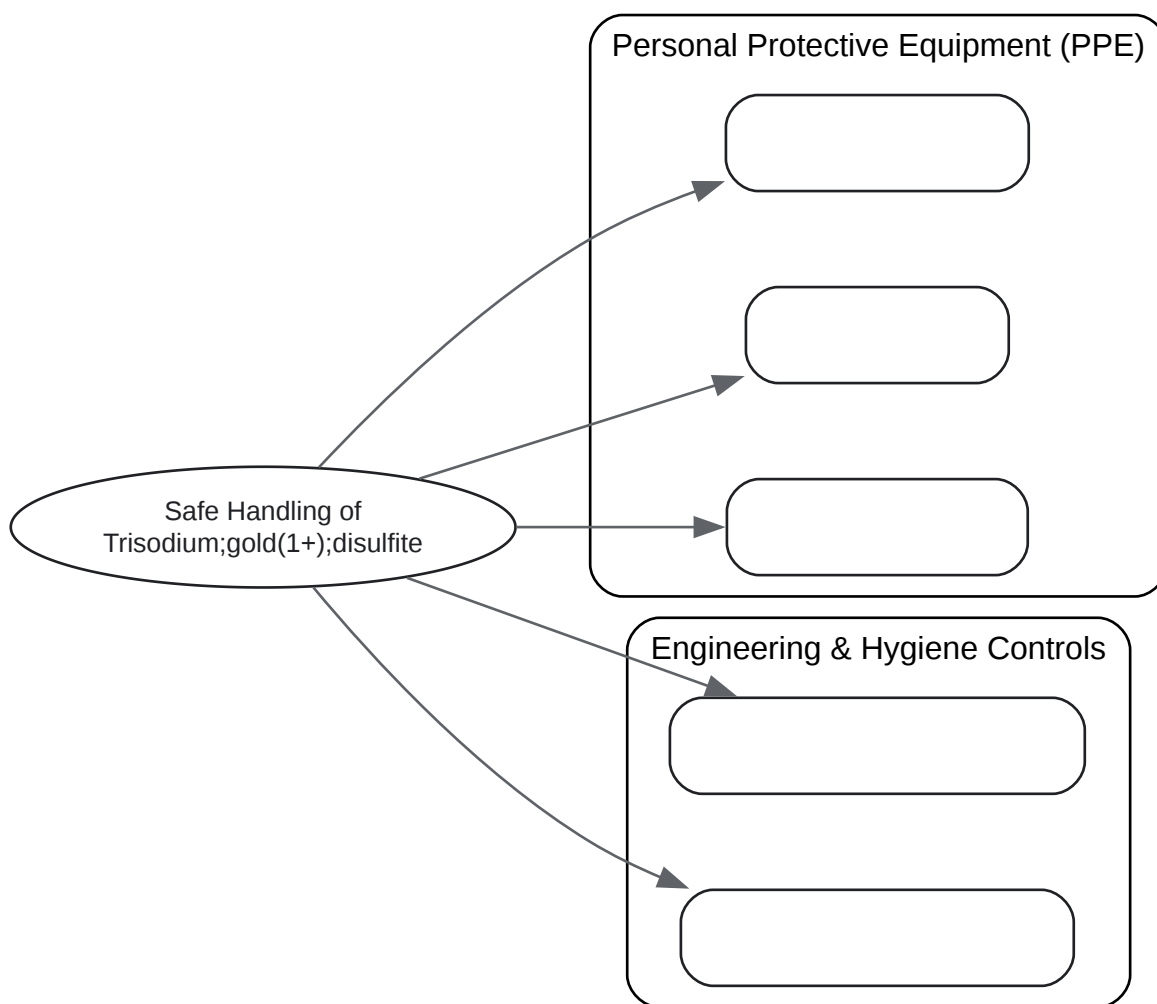 Personal Protective Equipment (PPE)
Safe Handling of
Trisodium;gold(1+);disulfite
Engineering & Hygiene Controls